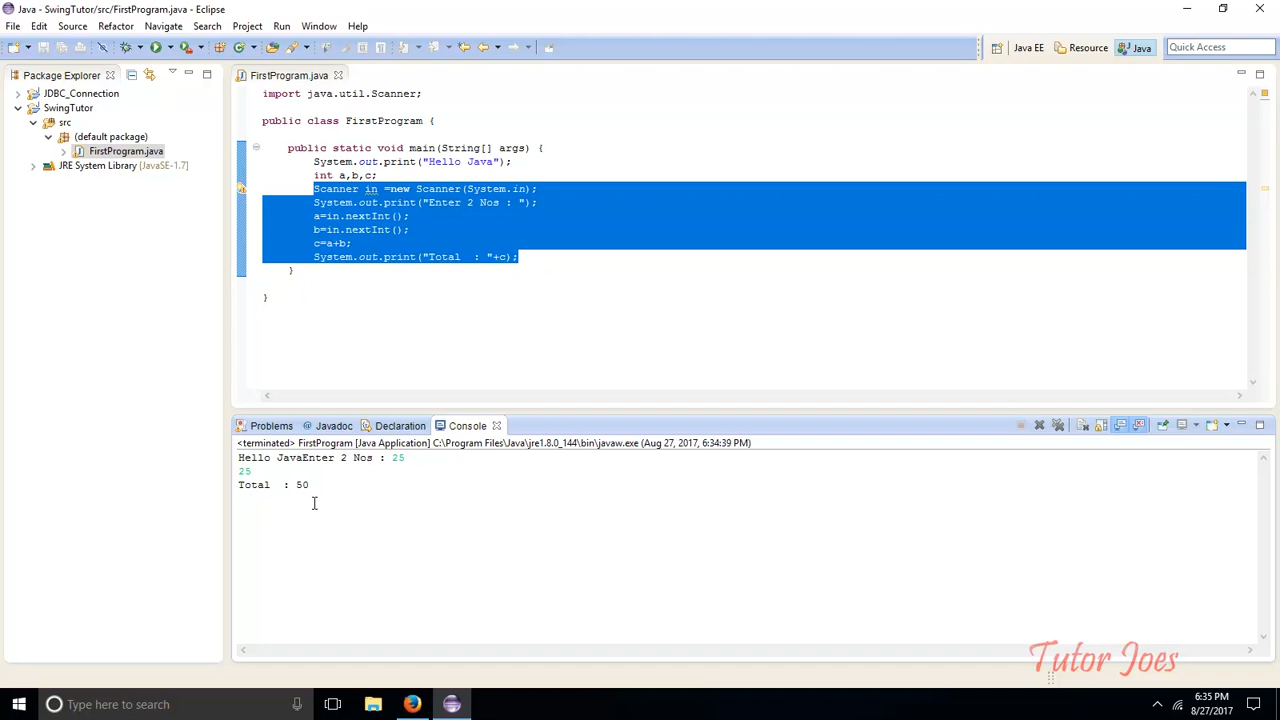 Java - SwingTutor/src/FirstProgram.java - Eclipse
File Edit Source Refactor Navigate Search Project Run Window Help
Java EE Resource Java Quick Access
Package Explorer
JDBC_Connection
SwingTutor
src
(default package)
FirstProgram.java
JRE System Library [JavaSE-1.7]
FirstProgram.java
import java.util.Scanner;
public class FirstProgram {
public static void main(String[] args) {
System.out.print("Hello Java");
int a,b,c;
Scanner in =new Scanner(System.in);
System.out.print("Enter 2 Nos : ");
a=in.nextInt();
b=in.nextInt();
c=a+b;
System.out.print("Total  : "+c);
}
}
Problems Javadoc Declaration Console
<terminated> FirstProgram [Java Application] C:\Program Files\Java\jre1.8.0_144\bin\javaw.exe (Aug 27, 2017, 6:34:39 PM)
Hello JavaEnter 2 Nos : 25
25
Total  : 50
Tutor Joes
Type here to search
6:35 PM
8/27/2017